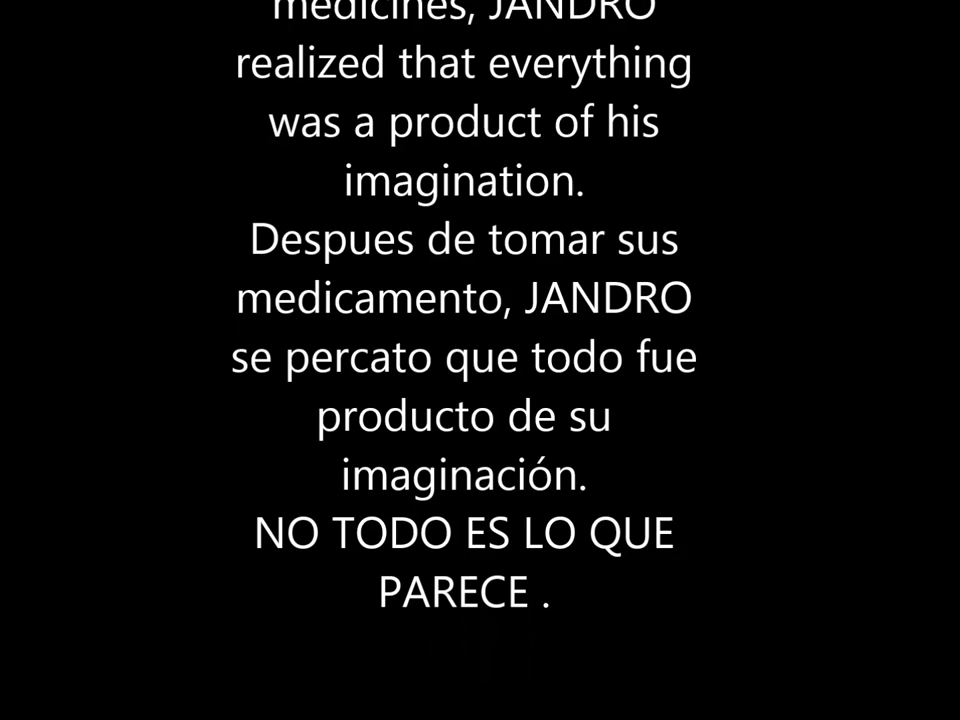 medicines, JANDRO
realized that everything
was a product of his
imagination.
Despues de tomar sus
medicamento, JANDRO
se percato que todo fue
producto de su
imaginación.
NO TODO ES LO QUE
PARECE .